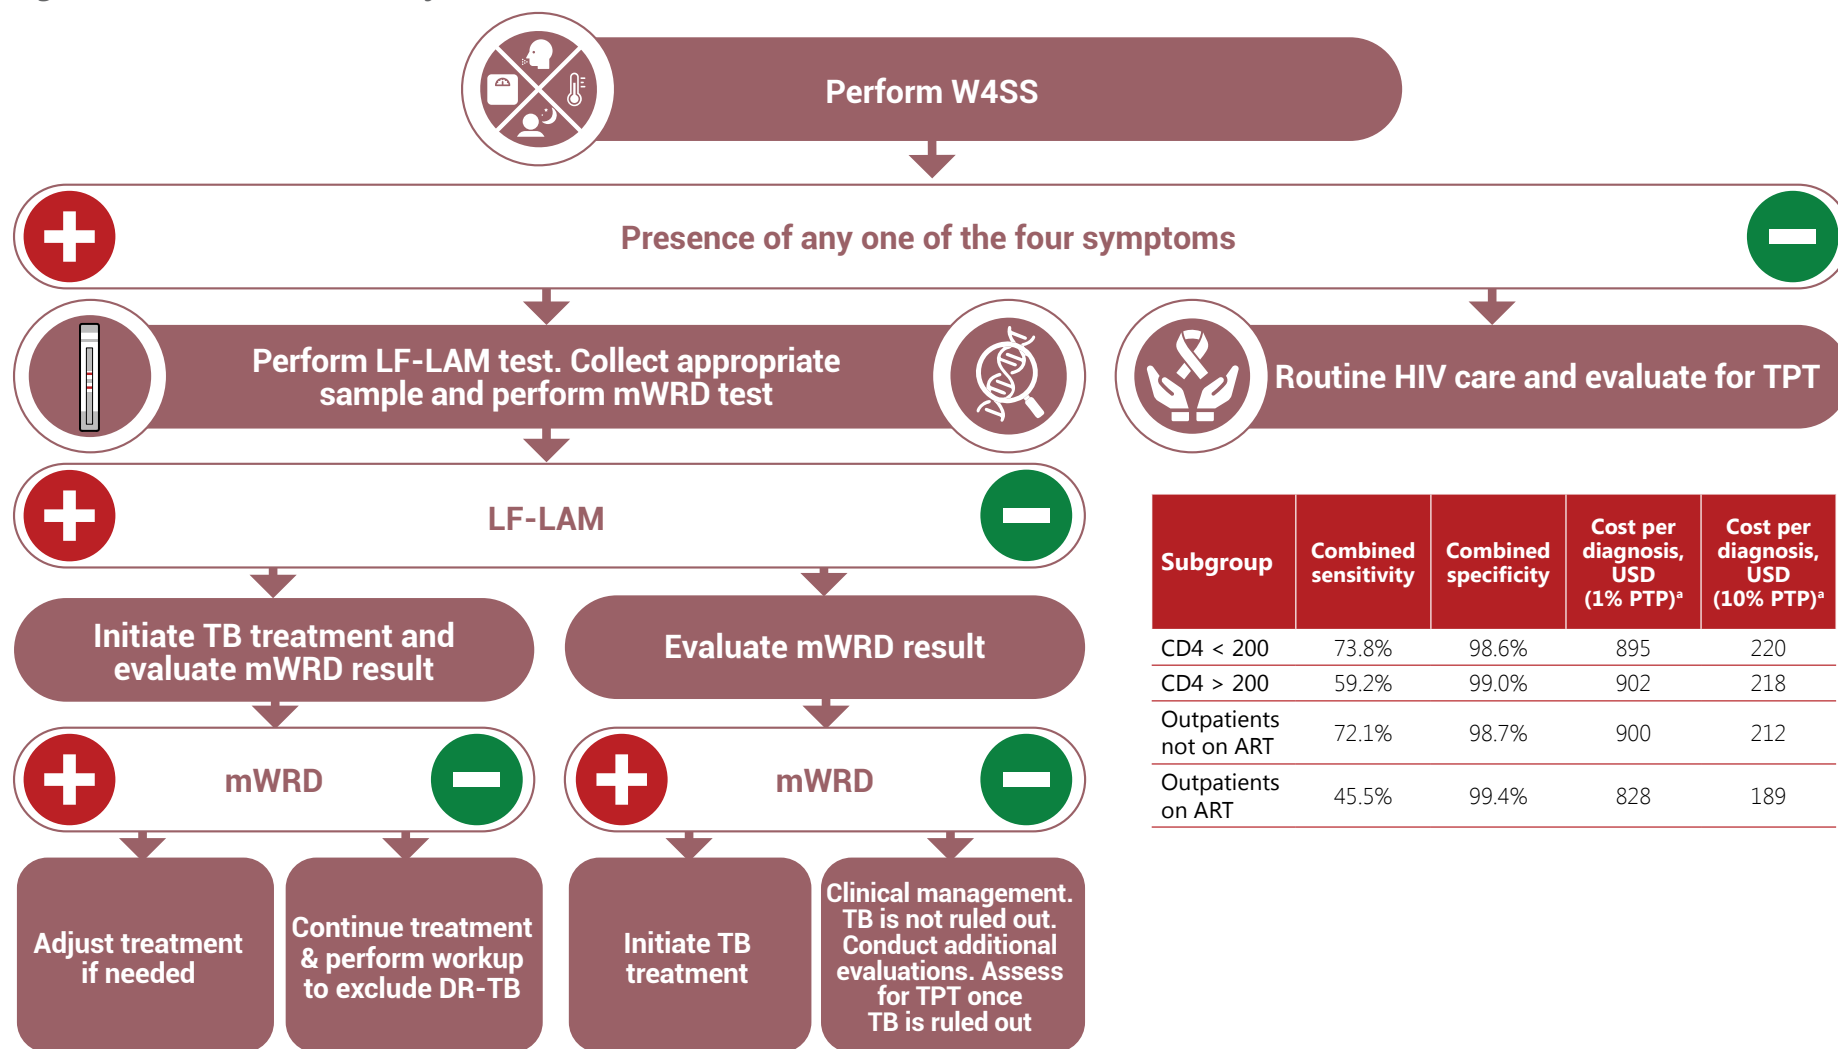 Perform W4SS
Presence of any one of the four symptoms
Perform LF-LAM test. Collect appropriate
sample and perform mWRD test
Routine HIV care and evaluate for TPT
LF-LAM
Initiate TB treatment and
evaluate mWRD result
Evaluate mWRD result
mWRD
mWRD
Adjust treatment
if needed
Continue treatment
& perform workup
to exclude DR-TB
Initiate TB
treatment
Clinical management.
TB is not ruled out.
Conduct additional
evaluations. Assess
for TPT once
TB is ruled out
Subgroup
Combined
sensitivity
Combined
specificity
Cost per
diagnosis,
USD
(1% PTP)ᵃ
Cost per
diagnosis,
USD
(10% PTP)ᵃ
CD4 < 200 73.8% 98.6% 895 220
CD4 > 200 59.2% 99.0% 902 218
Outpatients
not on ART 72.1% 98.7% 900 212
Outpatients
on ART 45.5% 99.4% 828 189